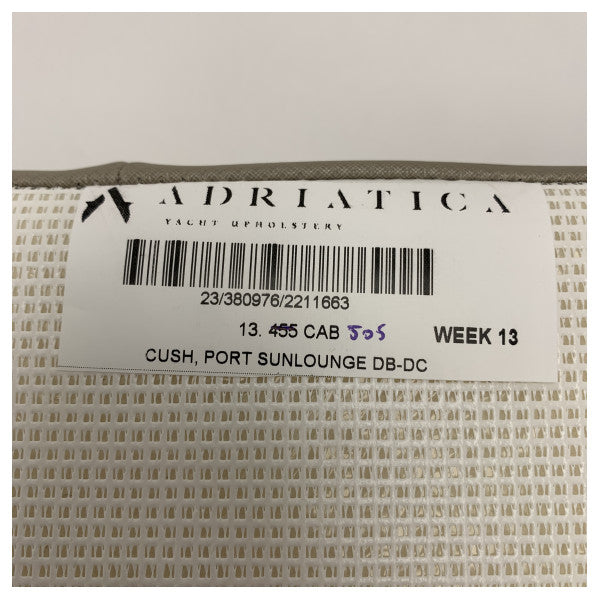 ADRIATICA
YACHT UPHOLSTERY
23/380976/2211663
13. 455 CAB 505 WEEK 13
CUSH, PORT SUNLOUNGE DB-DC